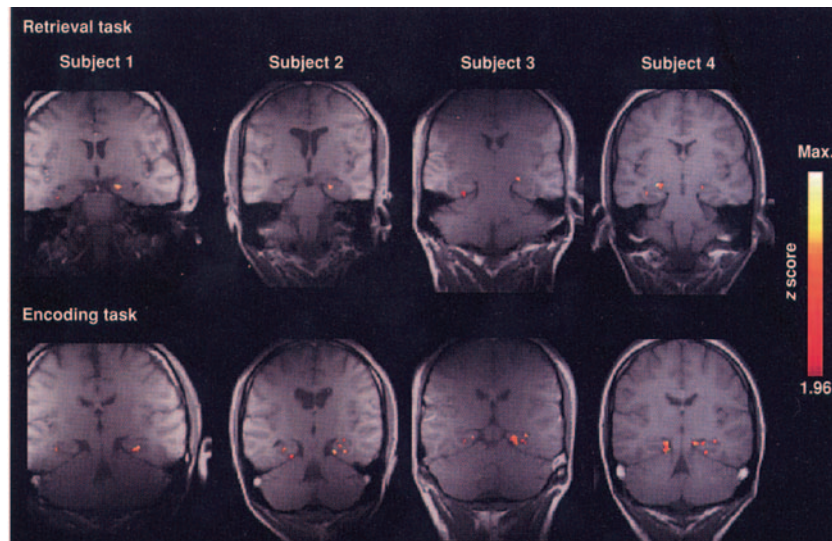 Retrieval task
Subject 1
Subject 2
Subject 3
Subject 4
Max.
z score
1.96
Encoding task